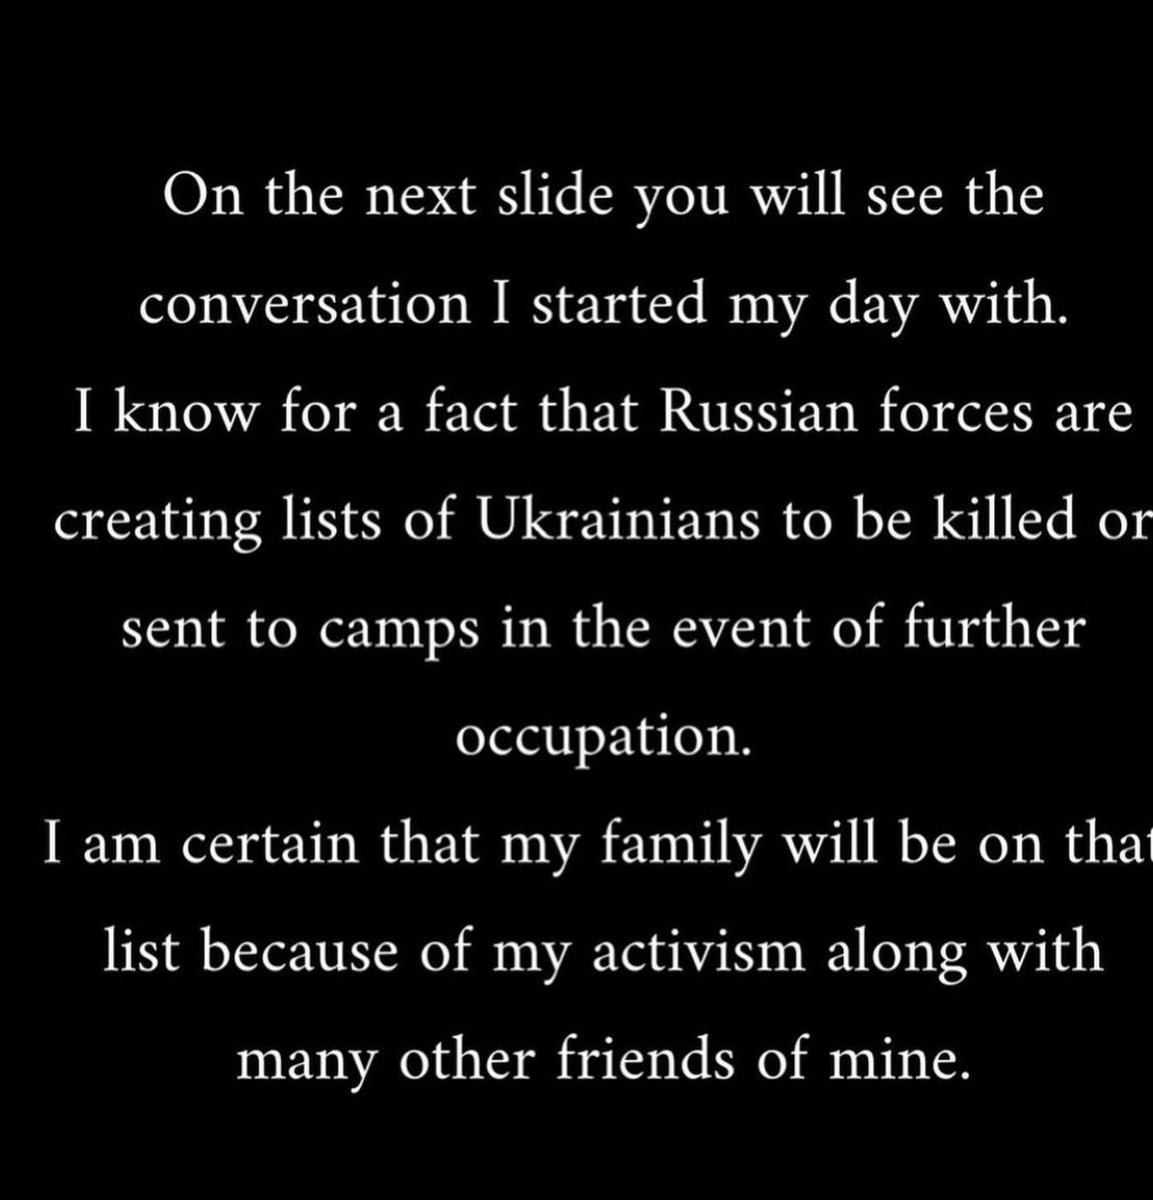 On the next slide you will see the
conversation I started my day with.
I know for a fact that Russian forces are
creating lists of Ukrainians to be killed or
sent to camps in the event of further
occupation.
I am certain that my family will be on that
list because of my activism along with
many other friends of mine.